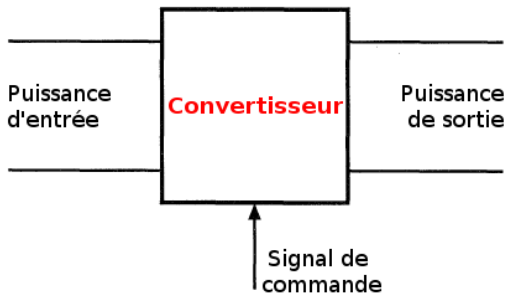 Puissance
d'entrée
Convertisseur
Puissance
de sortie
Signal de
commande